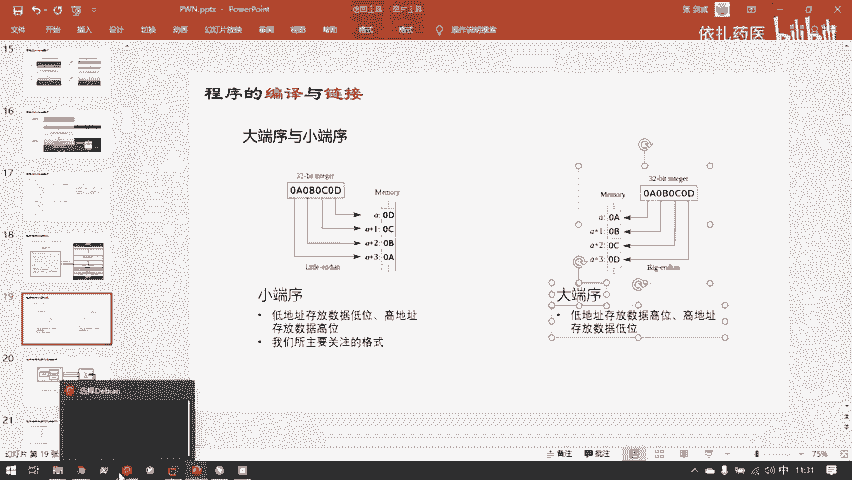 PWN.pptx - PowerPoint
文件 开始 插入 设计 切换 动画 幻灯片放映 审阅 视图 帮助 格式 格式 操作说明搜索
依扎药医 bilibili
15
16
17
18
19
20
21
程序的编译与链接
大端序与小端序
32-bit integer
0A0B0C0D
Memory
a: 0D
a+1: 0C
a+2: 0B
a+3: 0A
Little-endian
小端序
• 低地址存放数据低位、高地址
存放数据高位
• 我们所主要关注的格式
32-bit integer
Memory
0A0B0C0D
a: 0A
a+1: 0B
a+2: 0C
a+3: 0D
Big-endian
大端序
• 低地址存放数据高位、高地址
存放数据低位
Debian
幻灯片 第 19 张
备注 批注
75%
中 11:31